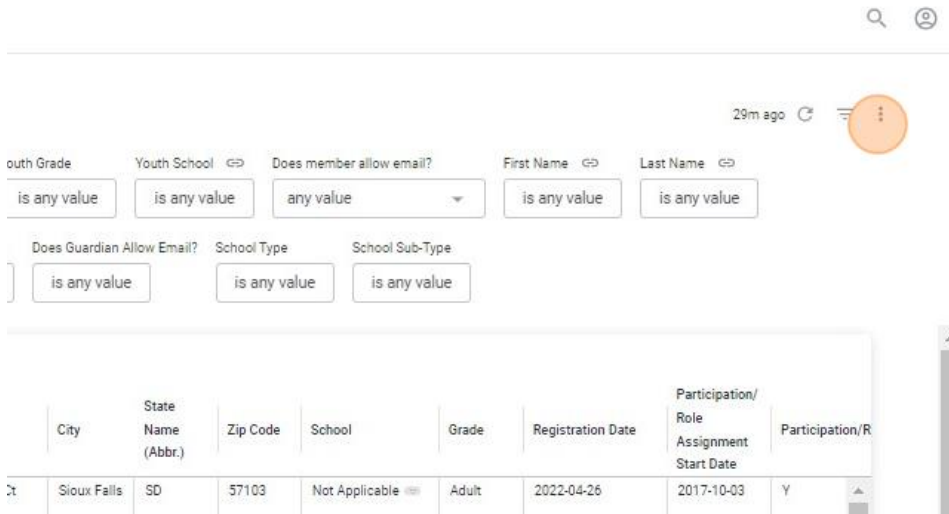 29m ago
outh Grade Youth School Does member allow email? First Name Last Name
is any value is any value any value is any value is any value
Does Guardian Allow Email? School Type School Sub-Type
is any value is any value is any value
City State Name (Abbr.) Zip Code School Grade Registration Date Participation/ Role Assignment Start Date Participation/R
Ct Sioux Falls SD 57103 Not Applicable Adult 2022-04-26 2017-10-03 Y